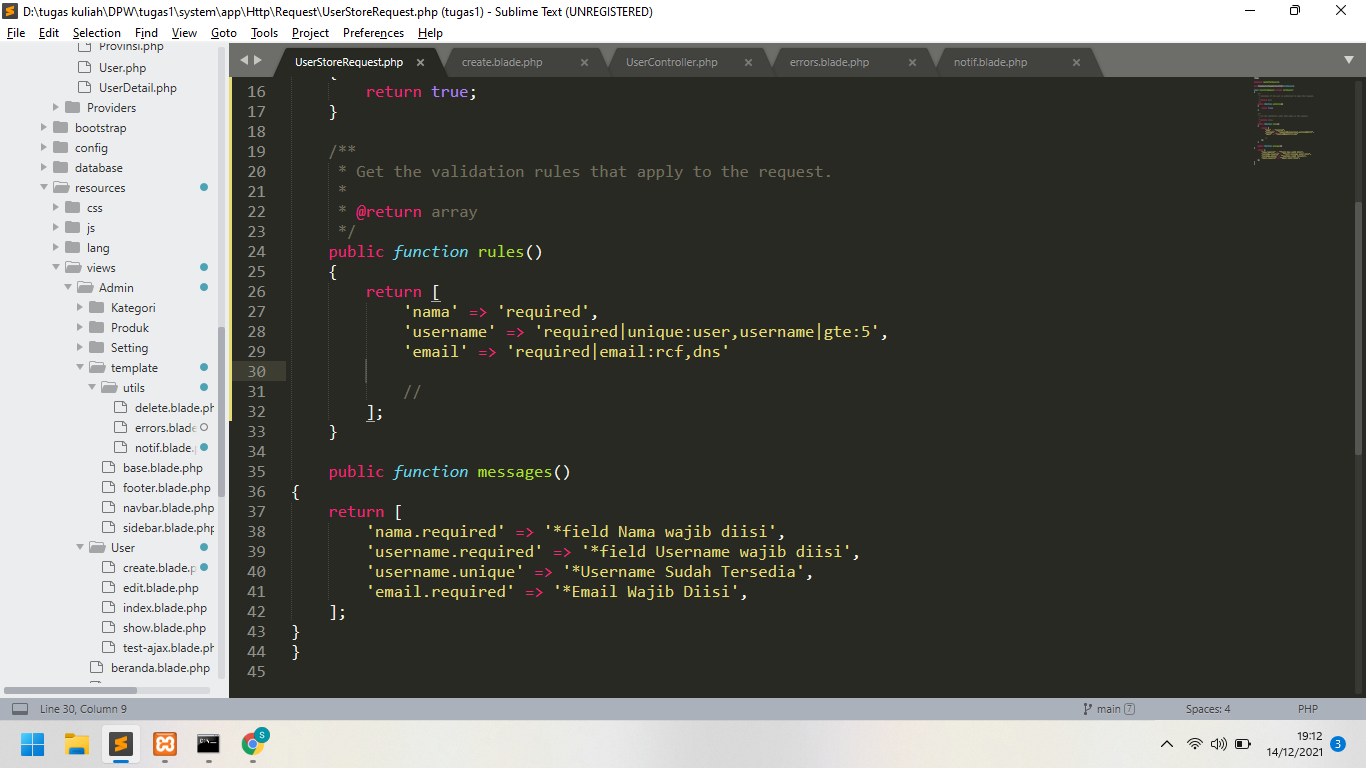 D:\tugas kuliah\DPW\tugas1\system\app\Http\Request\UserStoreRequest.php (tugas1) - Sublime Text (UNREGISTERED)
File Edit Selection Find View Goto Tools Project Preferences Help
Provinsi.php
User.php
UserDetail.php
Providers
bootstrap
config
database
resources
css
js
lang
views
Admin
Kategori
Produk
Setting
template
utils
delete.blade.ph
errors.blade
notif.blade.
base.blade.php
footer.blade.php
navbar.blade.php
sidebar.blade.php
User
create.blade.p
edit.blade.php
index.blade.php
show.blade.php
test-ajax.blade.ph
beranda.blade.php
UserStoreRequest.php × create.blade.php × UserController.php × errors.blade.php × notif.blade.php ×
{
16 return true;
17 }
18
19 /**
20 * Get the validation rules that apply to the request.
21 *
22 * @return array
23 */
24 public function rules()
25 {
26 return [
27 'nama' => 'required',
28 'username' => 'required|unique:user,username|gte:5',
29 'email' => 'required|email:rcf,dns'
30
31 //
32 ];
33 }
34
35 public function messages()
36 {
37 return [
38 'nama.required' => '*field Nama wajib diisi',
39 'username.required' => '*field Username wajib diisi',
40 'username.unique' => '*Username Sudah Tersedia',
41 'email.required' => '*Email Wajib Diisi',
42 ];
43 }
44 }
45
Line 30, Column 9 main 7 Spaces: 4 PHP
S
19:12
14/12/2021 3